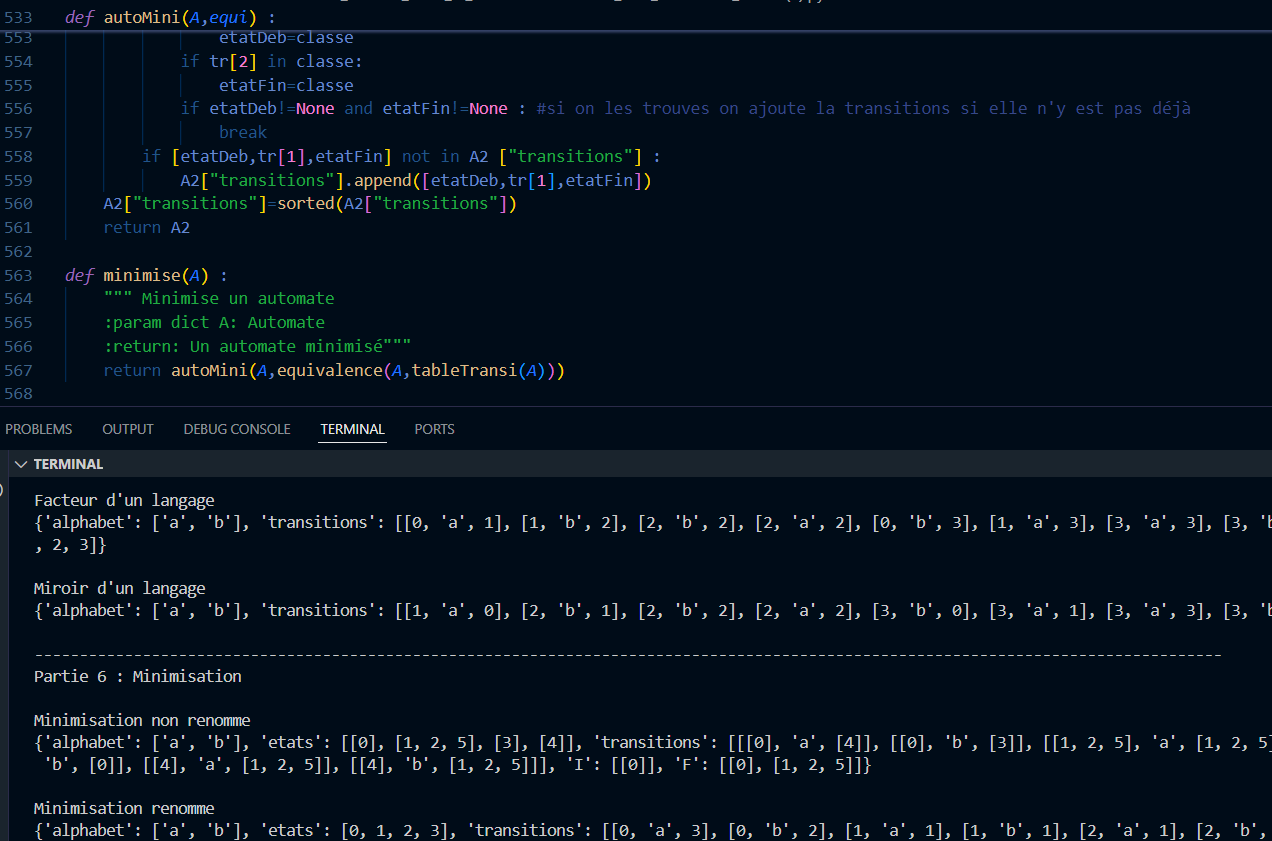 533 def autoMini(A,equi) :
553 etatDeb=classe
554 if tr[2] in classe:
555 etatFin=classe
556 if etatDeb!=None and etatFin!=None : #si on les trouves on ajoute la transitions si elle n'y est pas déjà
557 break
558 if [etatDeb,tr[1],etatFin] not in A2 ["transitions"] :
559 A2["transitions"].append([etatDeb,tr[1],etatFin])
560 A2["transitions"]=sorted(A2["transitions"])
561 return A2
562
563 def minimise(A) :
564 """ Minimise un automate
565 :param dict A: Automate
566 :return: Un automate minimisé"""
567 return autoMini(A,equivalence(A,tableTransi(A)))
568
PROBLEMS OUTPUT DEBUG CONSOLE TERMINAL PORTS
TERMINAL
Facteur d'un langage
{'alphabet': ['a', 'b'], 'transitions': [[0, 'a', 1], [1, 'b', 2], [2, 'b', 2], [2, 'a', 2], [0, 'b', 3], [1, 'a', 3], [3, 'a', 3], [3, 'b
, 2, 3]}
Miroir d'un langage
{'alphabet': ['a', 'b'], 'transitions': [[1, 'a', 0], [2, 'b', 1], [2, 'b', 2], [2, 'a', 2], [3, 'b', 0], [3, 'a', 1], [3, 'a', 3], [3, 'b
------------------------------------------------------------------------------------------------------------------------------------
Partie 6 : Minimisation
Minimisation non renomme
{'alphabet': ['a', 'b'], 'etats': [[0], [1, 2, 5], [3], [4]], 'transitions': [[[0], 'a', [4]], [[0], 'b', [3]], [[1, 2, 5], 'a', [1, 2, 5]
'b', [0]], [[4], 'a', [1, 2, 5]], [[4], 'b', [1, 2, 5]]], 'I': [[0]], 'F': [[0], [1, 2, 5]]}
Minimisation renomme
{'alphabet': ['a', 'b'], 'etats': [0, 1, 2, 3], 'transitions': [[0, 'a', 3], [0, 'b', 2], [1, 'a', 1], [1, 'b', 1], [2, 'a', 1], [2, 'b',